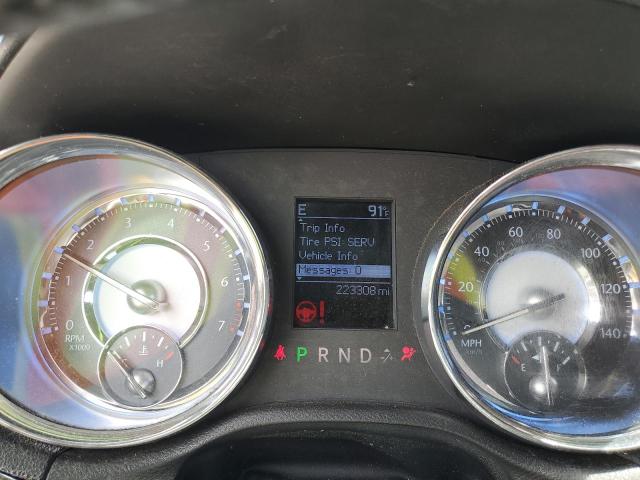 E 91°F
Trip Info
Tire PSI SERV
Vehicle Info
Messages: 0
223308 mi
!
P R N D
0 1 2 3 4 5 6 7
RPM
X1000
H
20 40 60 80 100 120 140
MPH
km/h
E F